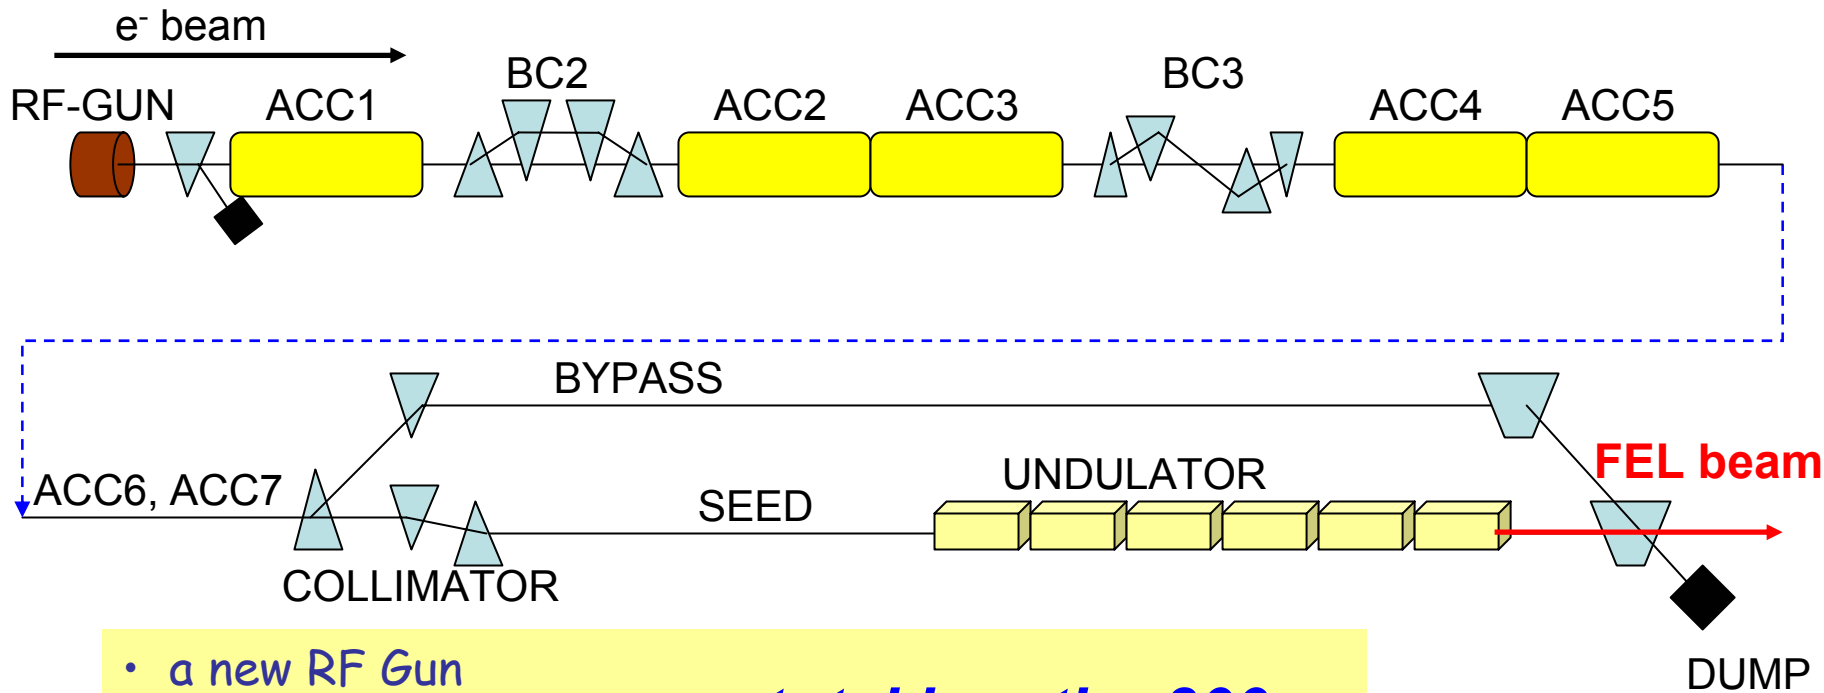 e- beam
RF-GUN
ACC1
BC2
ACC2
ACC3
BC3
ACC4
ACC5
BYPASS
FEL beam
ACC6, ACC7
SEED
UNDULATOR
COLLIMATOR
DUMP
• a new RF Gun